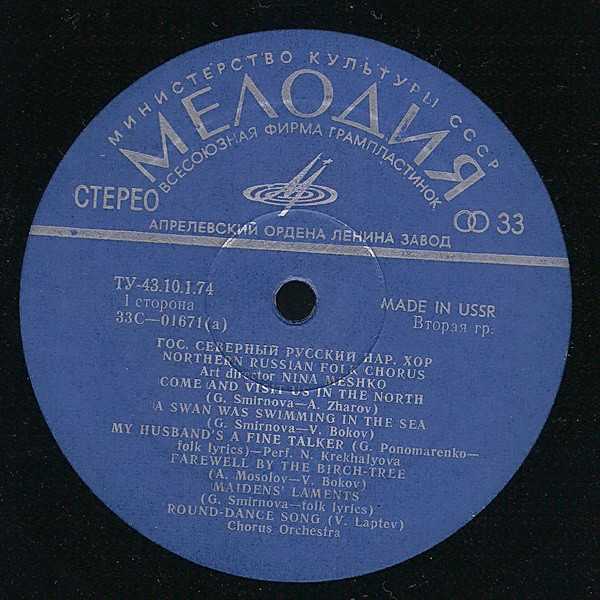 МИНИСТЕРСТВО КУЛЬТУРЫ СССР
МЕЛОДИЯ
ВСЕСОЮЗНАЯ ФИРМА ГРАМПЛАСТИНОК
СТЕРЕО
33
АПРЕЛЕВСКИЙ ОРДЕНА ЛЕНИНА ЗАВОД
ТУ-43.10.1.74
I сторона
33С—01671(а)
MADE IN USSR
Вторая гр.
ГОС. СЕВЕРНЫЙ РУССКИЙ НАР. ХОР
NORTHERN RUSSIAN FOLK CHORUS
Art director NINA MESHKO
COME AND VISIT US IN THE NORTH
(G. Smirnova—A. Zharov)
A SWAN WAS SWIMMING IN THE SEA
(G. Smirnova—V. Bokov)
MY HUSBAND'S A FINE TALKER (G. Ponomarenko—
folk lyrics)—Perf. N. Krekhalyova
FAREWELL BY THE BIRCH-TREE
(A. Mosolov—V. Bokov)
MAIDENS' LAMENTS
(G. Smirnova—folk lyrics)
ROUND-DANCE SONG (V. Laptev)
Chorus Orchestra